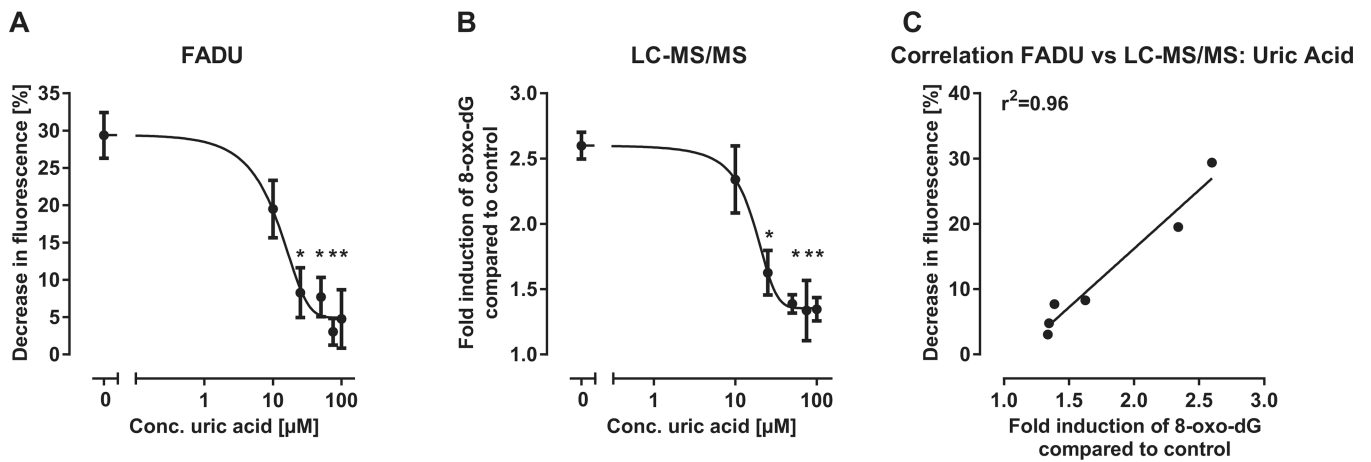 A
FADU
Decrease in fluorescence [%]
35
30
25
20
15
10
5
0
* * **
0 1 10 100
Conc. uric acid [µM]
B
LC-MS/MS
Fold induction of 8-oxo-dG
compared to control
3.0
2.5
2.0
1.5
1.0
*
* **
0 1 10 100
Conc. uric acid [µM]
C
Correlation FADU vs LC-MS/MS: Uric Acid
r²=0.96
Decrease in fluorescence [%]
40
30
20
10
0
1.0 1.5 2.0 2.5 3.0
Fold induction of 8-oxo-dG
compared to control